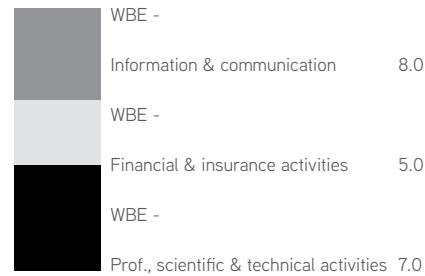 WBE -
Information & communication 8.0
WBE -
Financial & insurance activities 5.0
WBE -
Prof., scientific & technical activities 7.0